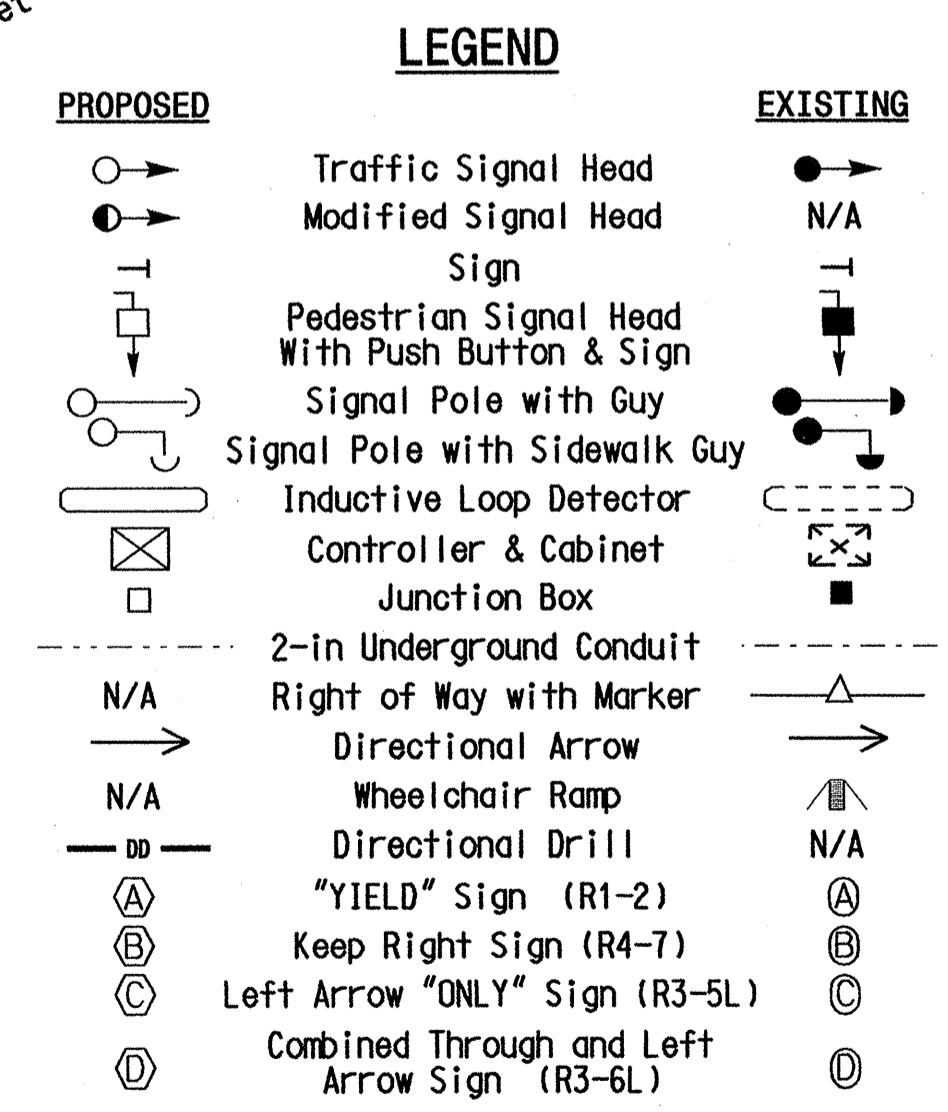 et
LEGEND
PROPOSED EXISTING
Traffic Signal Head
Modified Signal Head N/A
Sign
Pedestrian Signal Head
With Push Button & Sign
Signal Pole with Guy
Signal Pole with Sidewalk Guy
Inductive Loop Detector
Controller & Cabinet
Junction Box
2-in Underground Conduit
N/A Right of Way with Marker
Directional Arrow
N/A Wheelchair Ramp
DD Directional Drill N/A
A "YIELD" Sign (R1-2) A
B Keep Right Sign (R4-7) B
C Left Arrow "ONLY" Sign (R3-5L) C
Combined Through and Left
D Arrow Sign (R3-6L) D